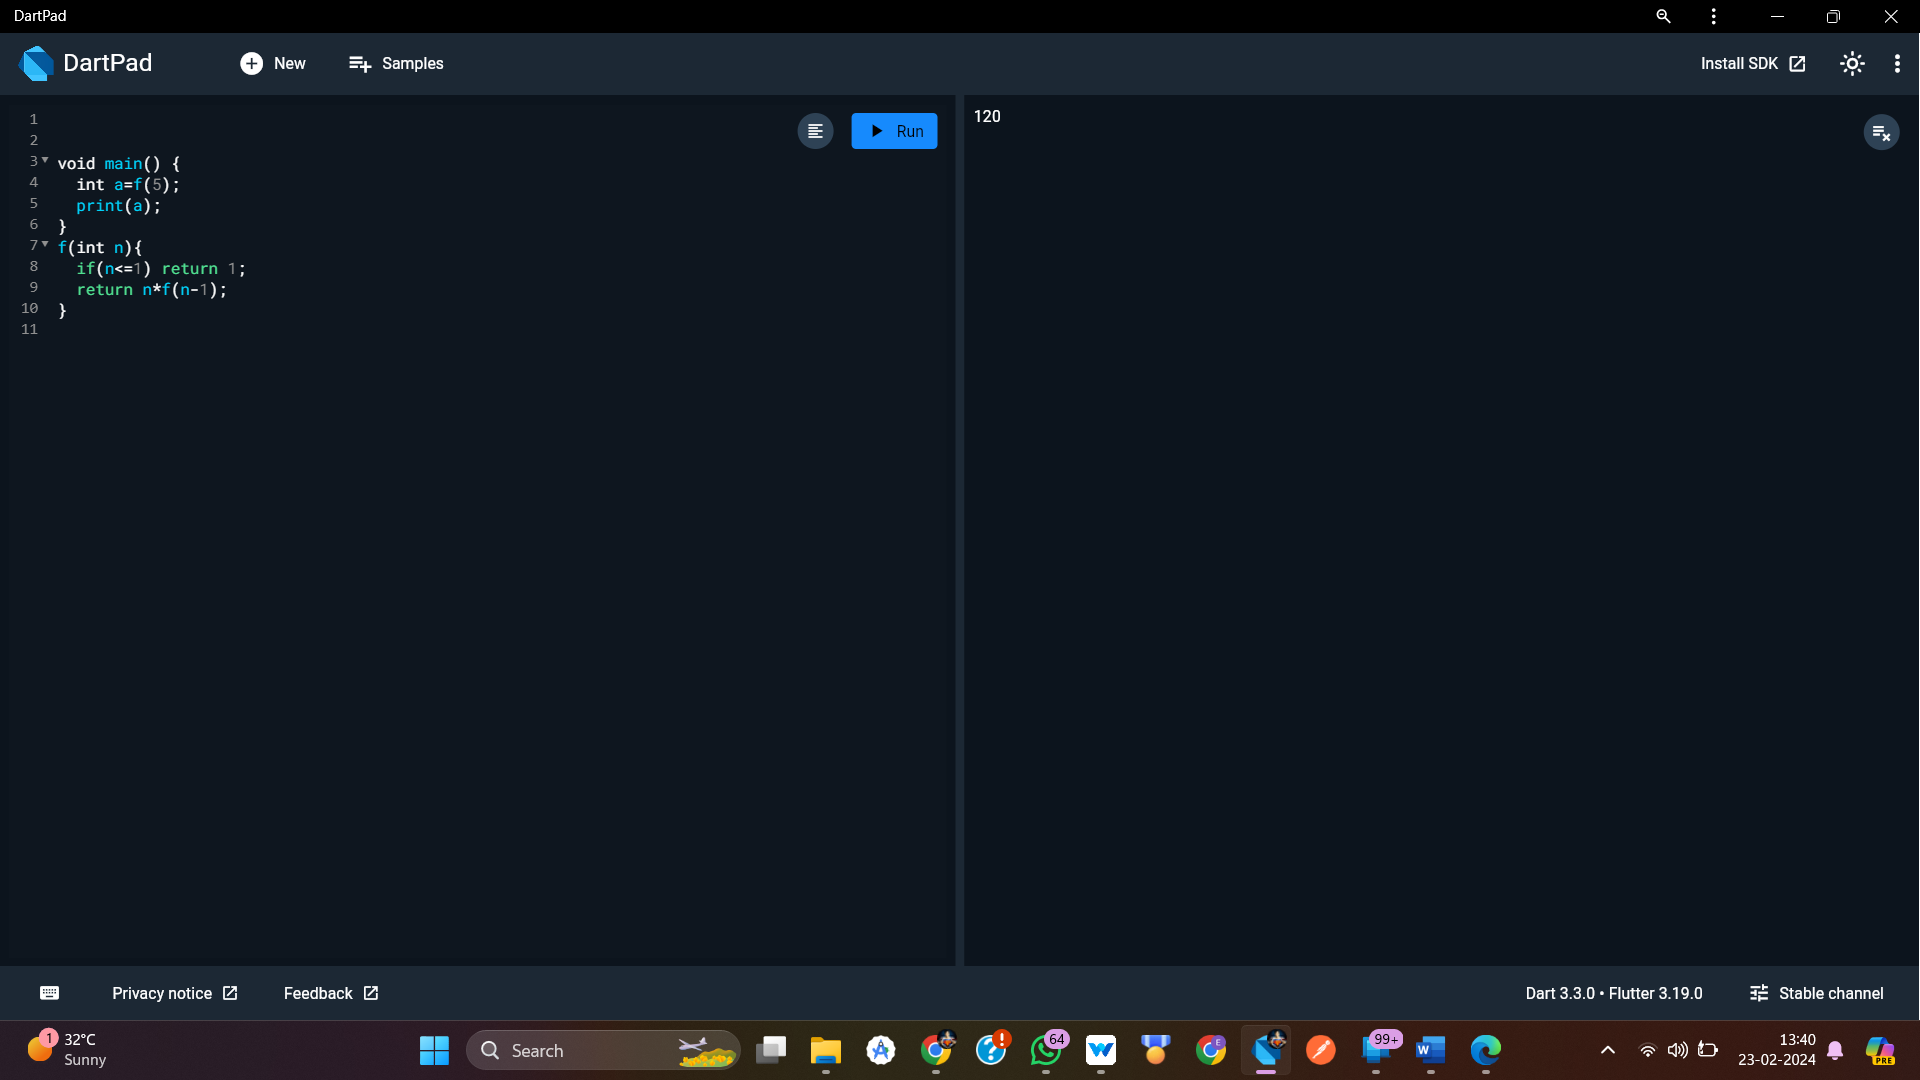 DartPad
DartPad
New
Samples
Install SDK
1
2
3 void main() {
4   int a=f(5);
5   print(a);
6 }
7 f(int n){
8   if(n<=1) return 1;
9   return n*f(n-1);
10 }
11
Run
120
Privacy notice
Feedback
Dart 3.3.0 • Flutter 3.19.0
Stable channel
1
32°C
Sunny
Search
64
E
99+
W
13:40
23-02-2024
PRE